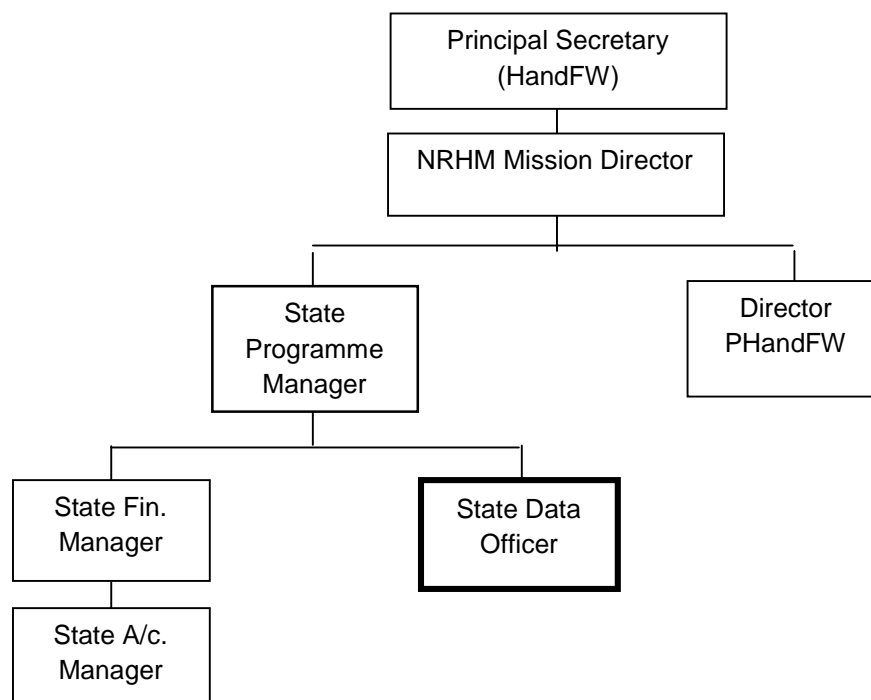 Principal Secretary
(HandFW)
NRHM Mission Director
State
Programme
Manager
Director
PHandFW
State Fin.
Manager
State Data
Officer
State A/c.
Manager